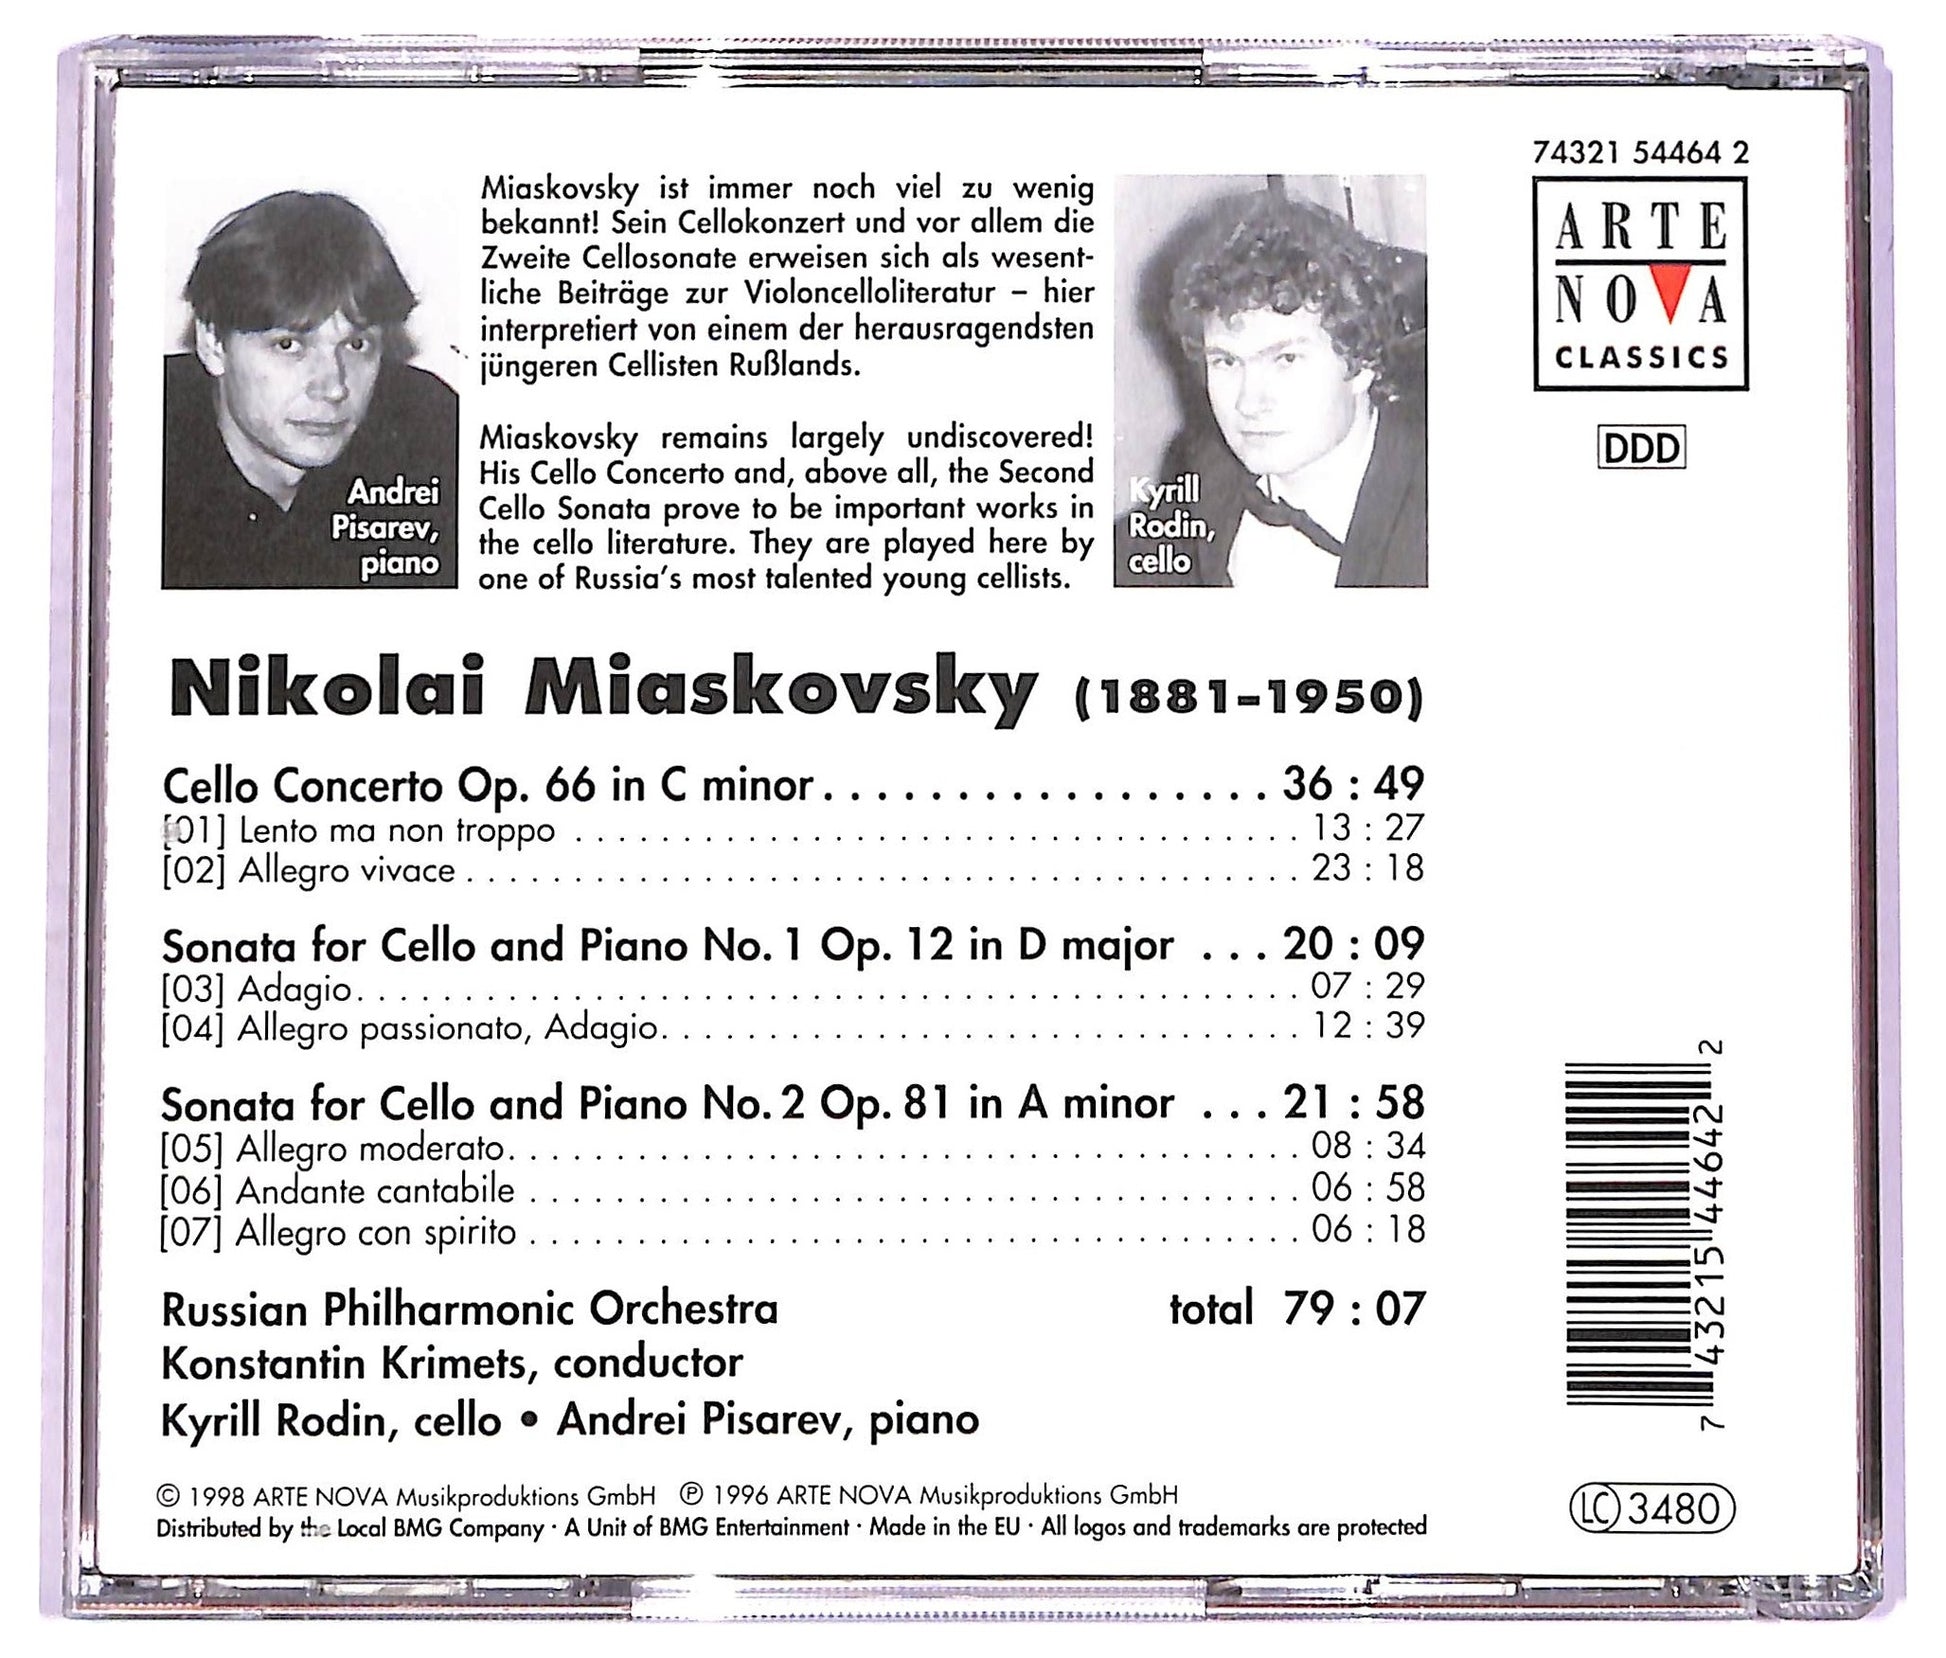 74321 54464 2
ARTE
NOVA
CLASSICS
DDD
Miaskovsky ist immer noch viel zu wenig
bekannt! Sein Cellokonzert und vor allem die
Zweite Cellosonate erweisen sich als wesent-
liche Beiträge zur Violoncelloliteratur – hier
interpretiert von einem der herausragendsten
jüngeren Cellisten Rußlands.
Miaskovsky remains largely undiscovered!
His Cello Concerto and, above all, the Second
Cello Sonata prove to be important works in
the cello literature. They are played here by
one of Russia's most talented young cellists.
Andrei
Pisarev,
piano
Kyrill
Rodin,
cello
Nikolai Miaskovsky (1881–1950)
Cello Concerto Op. 66 in C minor . . . . . . . . . . . . . . . . . 36 : 49
[01] Lento ma non troppo . . . . . . . . . . . . . . . . . . . . . . . . . . . . . . . . . . 13 : 27
[02] Allegro vivace . . . . . . . . . . . . . . . . . . . . . . . . . . . . . . . . . . . . . . . 23 : 18
Sonata for Cello and Piano No. 1 Op. 12 in D major . . . 20 : 09
[03] Adagio . . . . . . . . . . . . . . . . . . . . . . . . . . . . . . . . . . . . . . . . . . . . 07 : 29
[04] Allegro passionato, Adagio . . . . . . . . . . . . . . . . . . . . . . . . . . . . . . 12 : 39
Sonata for Cello and Piano No. 2 Op. 81 in A minor . . . 21 : 58
[05] Allegro moderato . . . . . . . . . . . . . . . . . . . . . . . . . . . . . . . . . . . . . 08 : 34
[06] Andante cantabile . . . . . . . . . . . . . . . . . . . . . . . . . . . . . . . . . . . . 06 : 58
[07] Allegro con spirito . . . . . . . . . . . . . . . . . . . . . . . . . . . . . . . . . . . . 06 : 18
Russian Philharmonic Orchestra total 79 : 07
Konstantin Krimets, conductor
Kyrill Rodin, cello • Andrei Pisarev, piano
© 1998 ARTE NOVA Musikproduktions GmbH ℗ 1996 ARTE NOVA Musikproduktions GmbH
Distributed by the Local BMG Company · A Unit of BMG Entertainment · Made in the EU · All logos and trademarks are protected
7 43215 44642 2
LC 3480